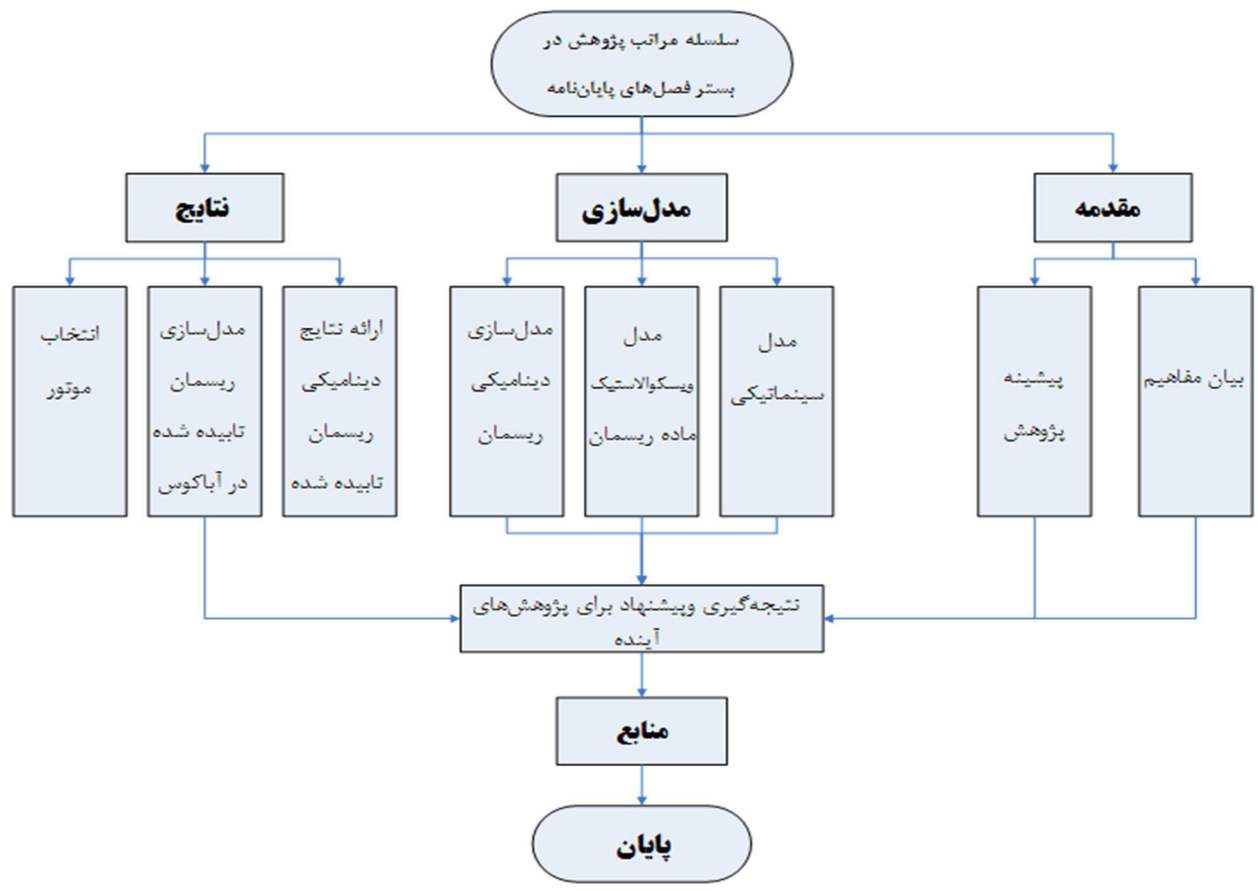 سلسله مراتب پژوهش در
بستر فصل‌های پایان‌نامه
مقدمه
مدل‌سازی
نتایج
بیان مفاهیم
پیشینه
پژوهش
مدل
سینماتیکی
مدل
ویسکوالاستیک
ماده ریسمان
مدل‌سازی
دینامیکی
ریسمان
ارائه نتایج
دینامیکی
ریسمان
تابیده شده
مدل‌سازی
ریسمان
تابیده شده
در آباکوس
انتخاب
موتور
نتیجه‌گیری وپیشنهاد برای پژوهش‌های
آینده
منابع
پایان